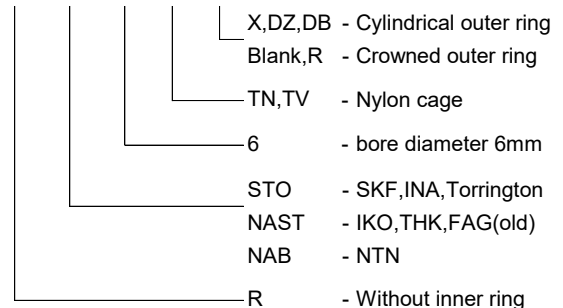 X,DZ,DB - Cylindrical outer ring
Blank,R - Crowned outer ring
TN,TV - Nylon cage
6 - bore diameter 6mm
STO - SKF,INA,Torrington
NAST - IKO,THK,FAG(old)
NAB - NTN
R - Without inner ring